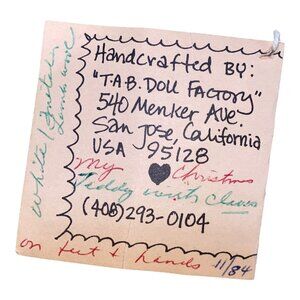 Handcrafted BY:
"T.A.B. Doll Factory"
540 Menker Ave.
San Jose, California
USA 95128
my ♥ Christmas
Teddy with claws
(408)293-0104
on feet & hands 11/84
White/
Lambwool